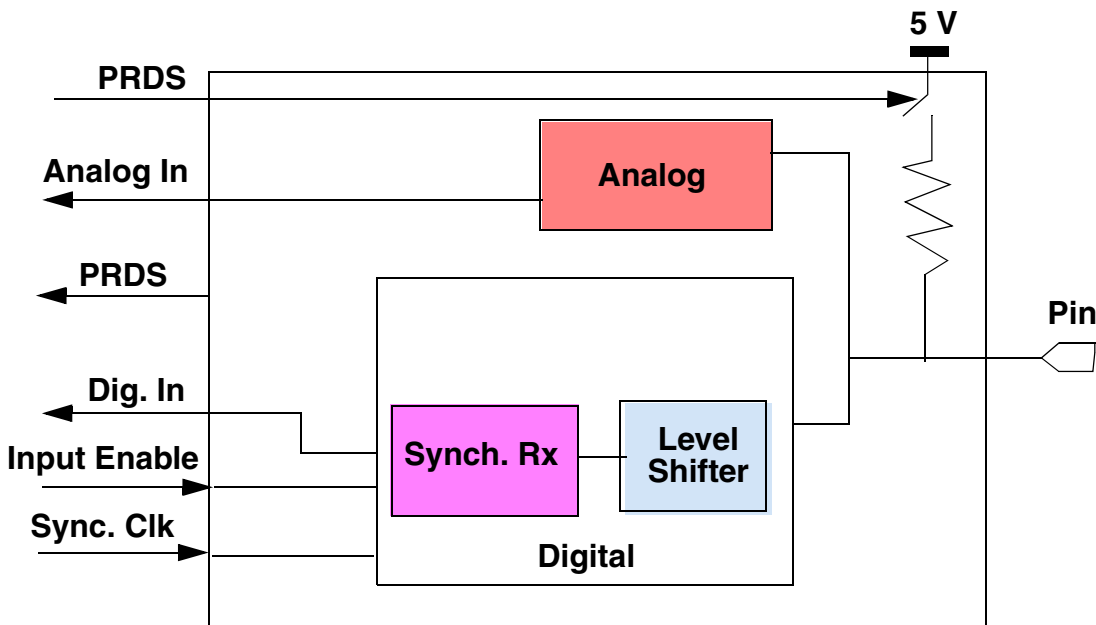 5 V
PRDS
Analog In
Analog
PRDS
Pin
Dig. In
Input Enable
Synch. Rx
Level
Shifter
Sync. Clk
Digital